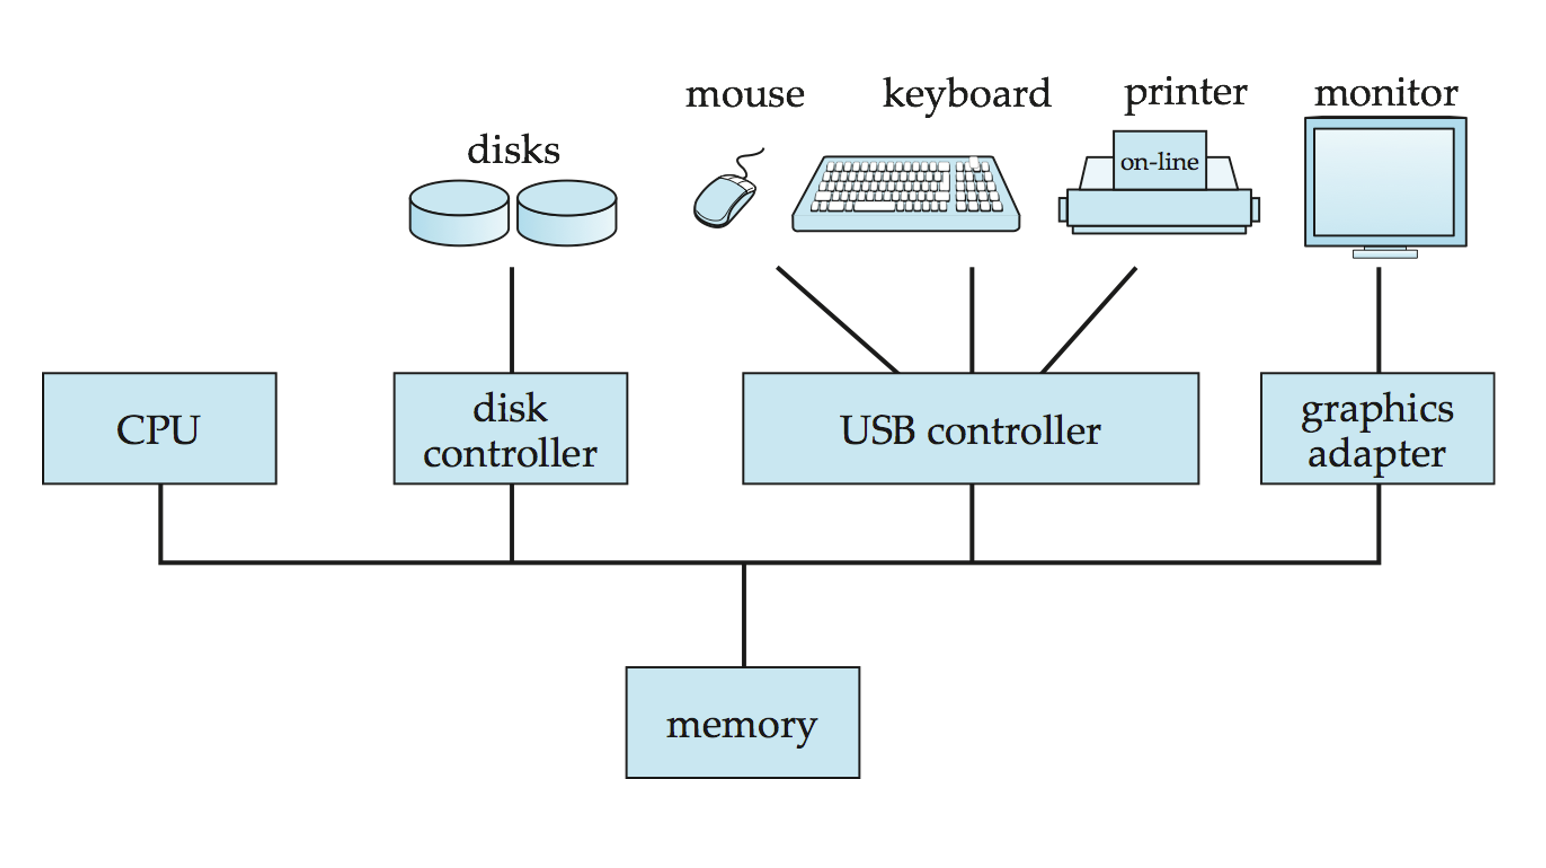 mouse
keyboard
printer
monitor
disks
on-line
CPU
disk
controller
USB controller
graphics
adapter
memory